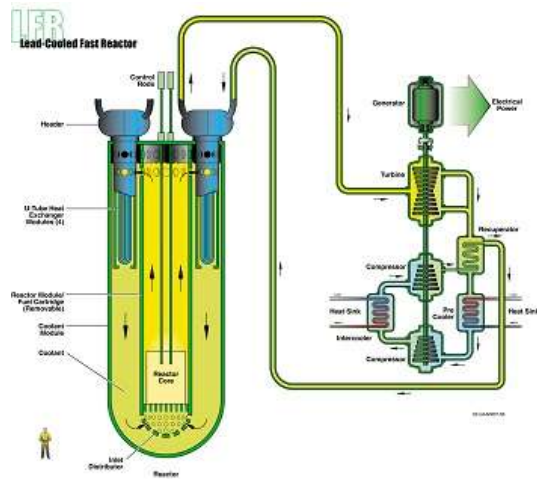 LFR
Lead-Cooled Fast Reactor
Control
Rods
Header
Generator
Electrical
Power
Turbine
U-Tube Heat
Exchanger
Modules (4)
Recuperator
Compressor
Reactor Module/
Fuel Cartridge
(Removable)
Heat Sink
Pre
Cooler
Heat Sink
Coolant
Module
Intercooler
Compressor
Coolant
Reactor
Core
Inlet
Distributor
Reactor